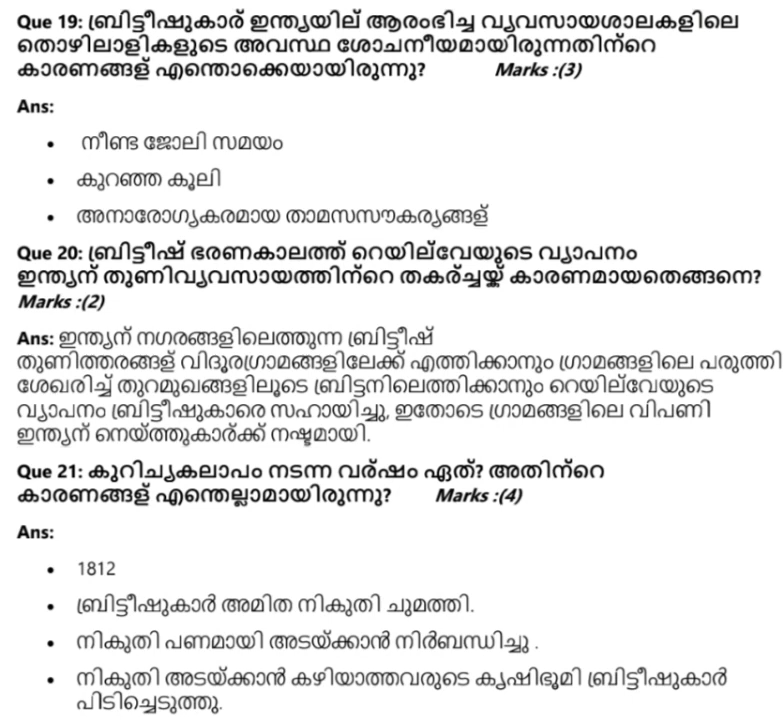 Que 19: ബ്രിട്ടീഷുകാര് ഇന്ത്യയില് ആരംഭിച്ച വ്യവസായശാലകളിലെ
തൊഴിലാളികളുടെ അവസ്ഥ ശോചനീയമായിരുന്നതിന്റെ
കാരണങ്ങള് എന്തൊക്കെയായിരുന്നു? Marks :(3)
Ans:
• നീണ്ട ജോലി സമയം
• കുറഞ്ഞ കൂലി
• അനാരോഗ്യകരമായ താമസസൗകര്യങ്ങള്
Que 20: ബ്രിട്ടീഷ് ഭരണകാലത്ത് റെയില്വേയുടെ വ്യാപനം
ഇന്ത്യന് തുണിവ്യവസായത്തിന്റെ തകര്ച്ചയ്ക്ക് കാരണമായതെങ്ങനെ?
Marks :(2)
Ans: ഇന്ത്യന് നഗരങ്ങളിലെത്തുന്ന ബ്രിട്ടീഷ്
തുണിത്തരങ്ങള് വിദൂരഗ്രാമങ്ങളിലേക്ക് എത്തിക്കാനും ഗ്രാമങ്ങളിലെ പരുത്തി
ശേഖരിച്ച് തുറമുഖങ്ങളിലൂടെ ബ്രിട്ടനിലെത്തിക്കാനും റെയില്വേയുടെ
വ്യാപനം ബ്രിട്ടീഷുകാരെ സഹായിച്ചു, ഇതോടെ ഗ്രാമങ്ങളിലെ വിപണി
ഇന്ത്യന് നെയ്ത്തുകാര്ക്ക് നഷ്ടമായി.
Que 21: കുറിച്യകലാപം നടന്ന വര്ഷം ഏത്? അതിന്റെ
കാരണങ്ങള് എന്തെല്ലാമായിരുന്നു? Marks :(4)
Ans:
• 1812
• ബ്രിട്ടീഷുകാർ അമിത നികുതി ചുമത്തി.
• നികുതി പണമായി അടയ്ക്കാൻ നിർബന്ധിച്ചു .
• നികുതി അടയ്ക്കാൻ കഴിയാത്തവരുടെ കൃഷിഭൂമി ബ്രിട്ടീഷുകാർ
പിടിച്ചെടുത്തു.